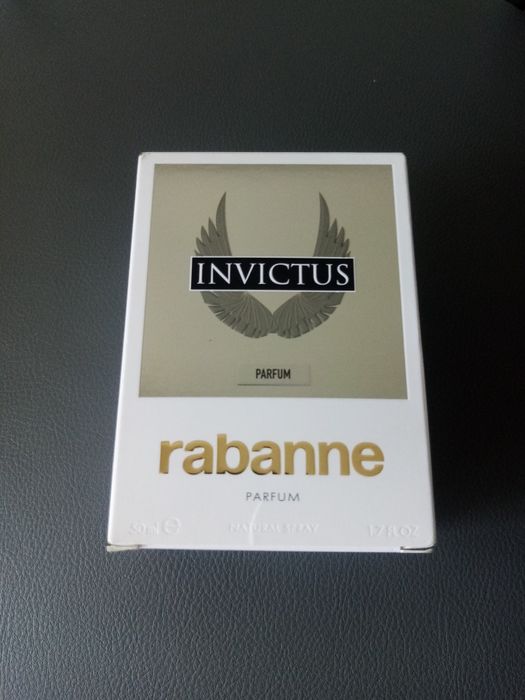 INVICTUS
PARFUM
rabanne
PARFUM
50 ml ℮ NATURAL SPRAY 1.7 FL OZ